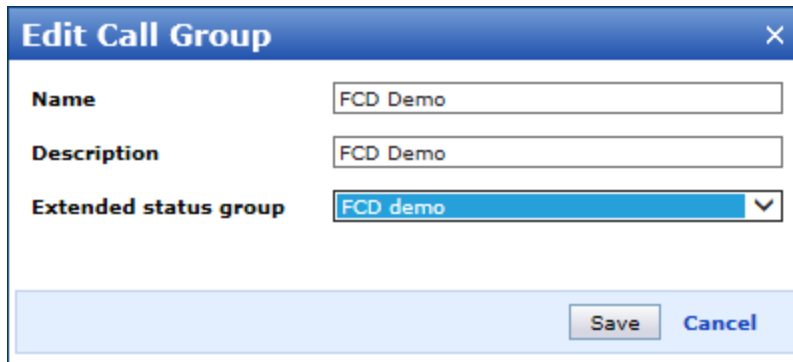 Edit Call Group
Name FCD Demo
Description FCD Demo
Extended status group FCD demo
Save Cancel